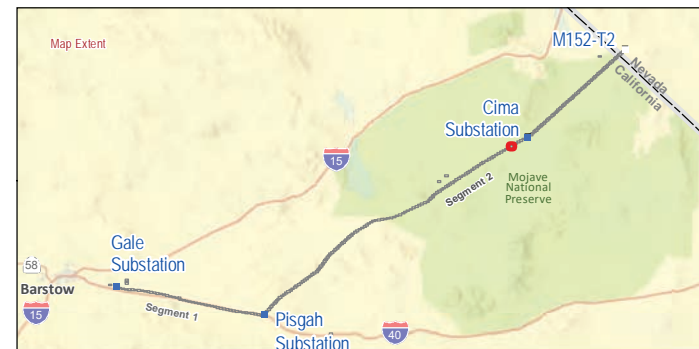 Map Extent
M152-T2
Nevada
California
Cima
Substation
15
Mojave
National
Preserve
Segment 2
Gale
Substation
58
Barstow
Segment 1
15
Pisgah
Substation
40